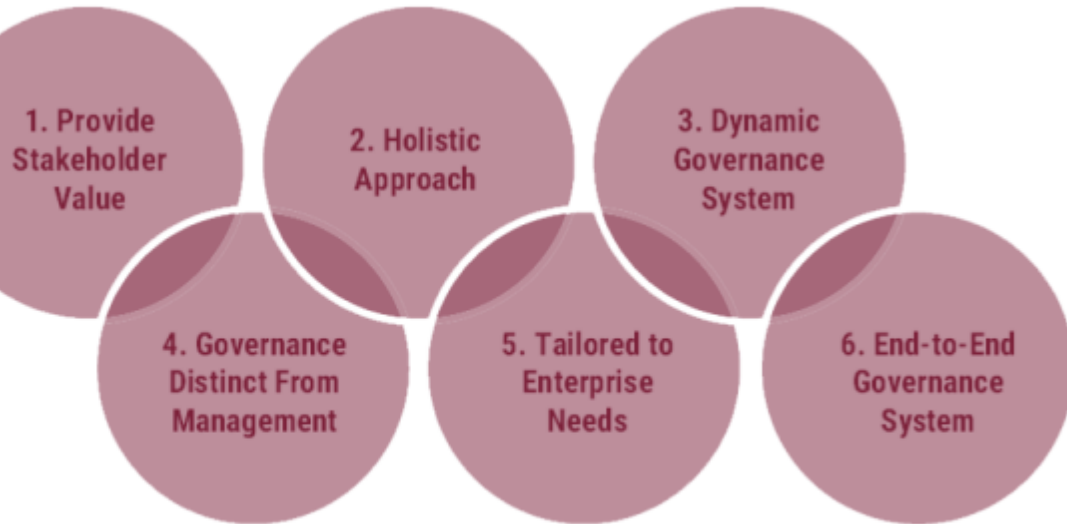 1. Provide
Stakeholder
Value
2. Holistic
Approach
3. Dynamic
Governance
System
4. Governance
Distinct From
Management
5. Tailored to
Enterprise
Needs
6. End-to-End
Governance
System